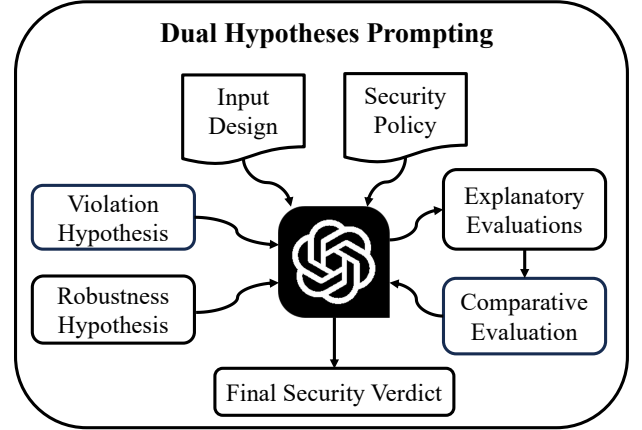 Dual Hypotheses Prompting
Input
Design
Security
Policy
Violation
Hypothesis
Explanatory
Evaluations
Robustness
Hypothesis
Comparative
Evaluation
Final Security Verdict